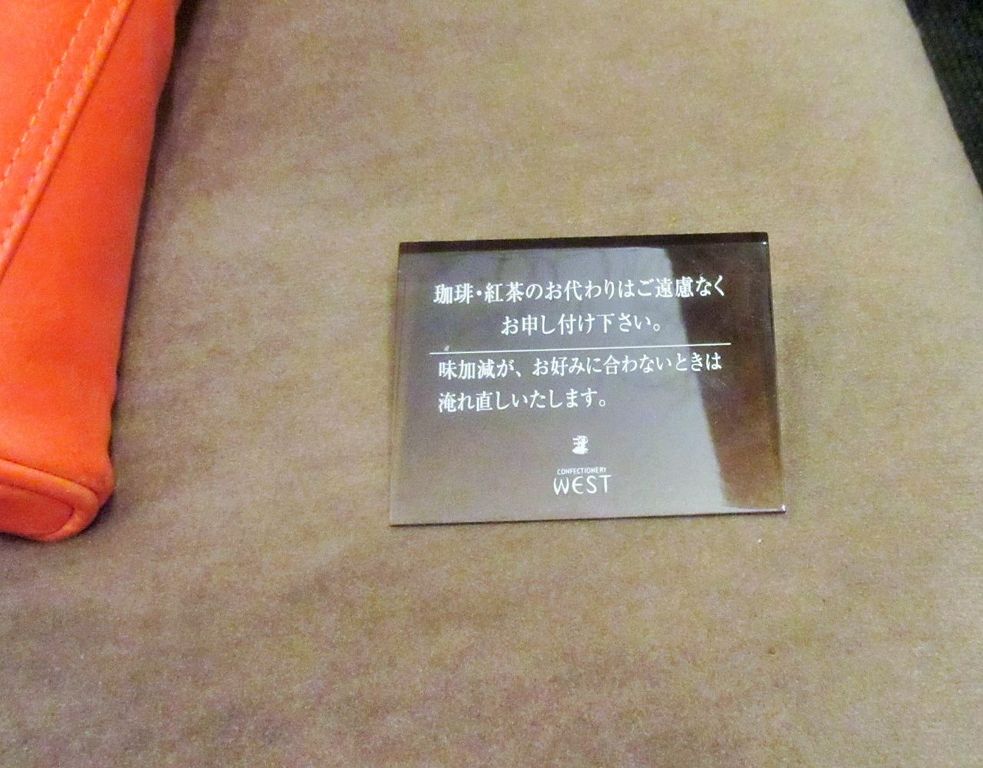 珈琲・紅茶のお代わりはご遠慮なく
お申し付け下さい。
味加減が、お好みに合わないときは
淹れ直しいたします。
CONFECTIONERY
WEST